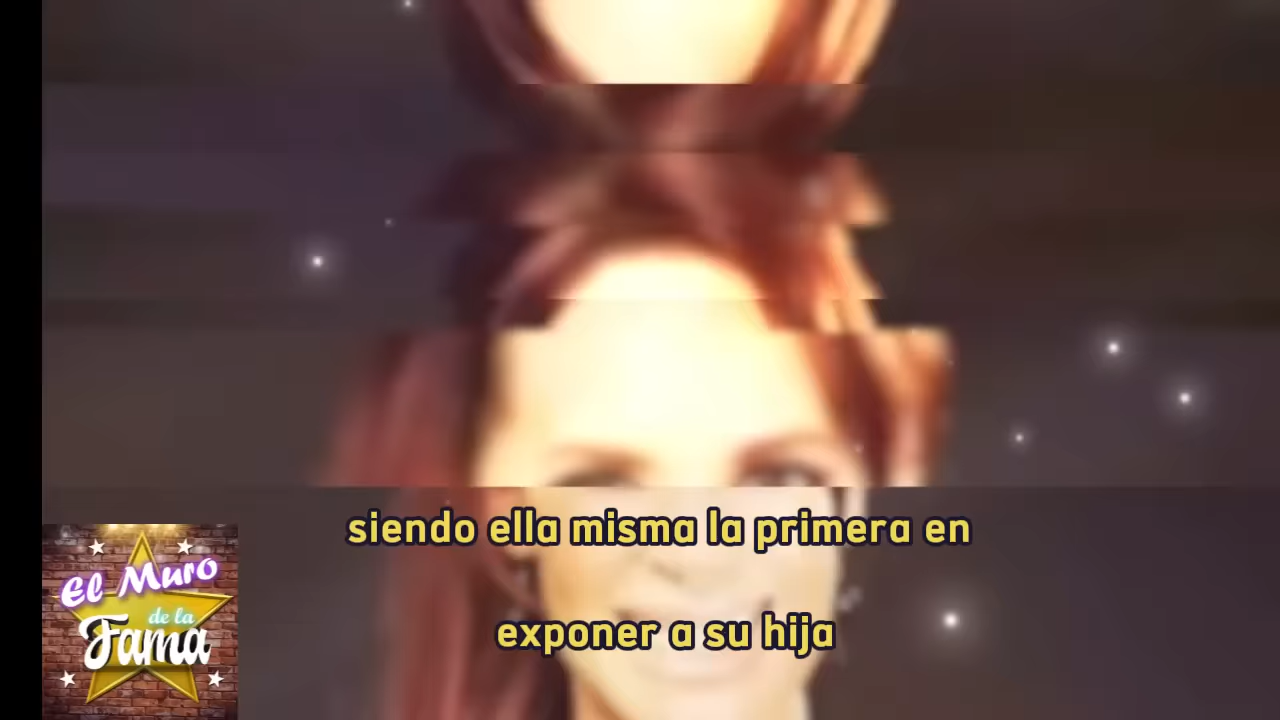 siendo ella misma la primera en
exponer a su hija
El Muro
de la
Fama